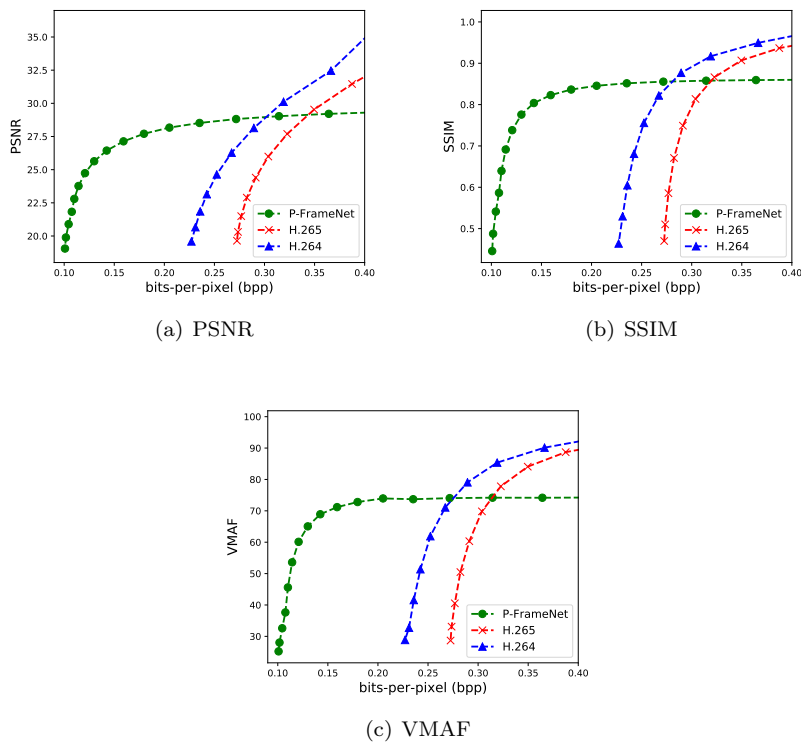 35.0
32.5
30.0
27.5
25.0
22.5
20.0
PSNR
P-FrameNet
H.265
H.264
0.10 0.15 0.20 0.25 0.30 0.35 0.40
bits-per-pixel (bpp)
(a) PSNR
1.0
0.9
0.8
0.7
0.6
0.5
SSIM
P-FrameNet
H.265
H.264
0.10 0.15 0.20 0.25 0.30 0.35 0.40
bits-per-pixel (bpp)
(b) SSIM
100
90
80
70
60
50
40
30
VMAF
P-FrameNet
H.265
H.264
0.10 0.15 0.20 0.25 0.30 0.35 0.40
bits-per-pixel (bpp)
(c) VMAF